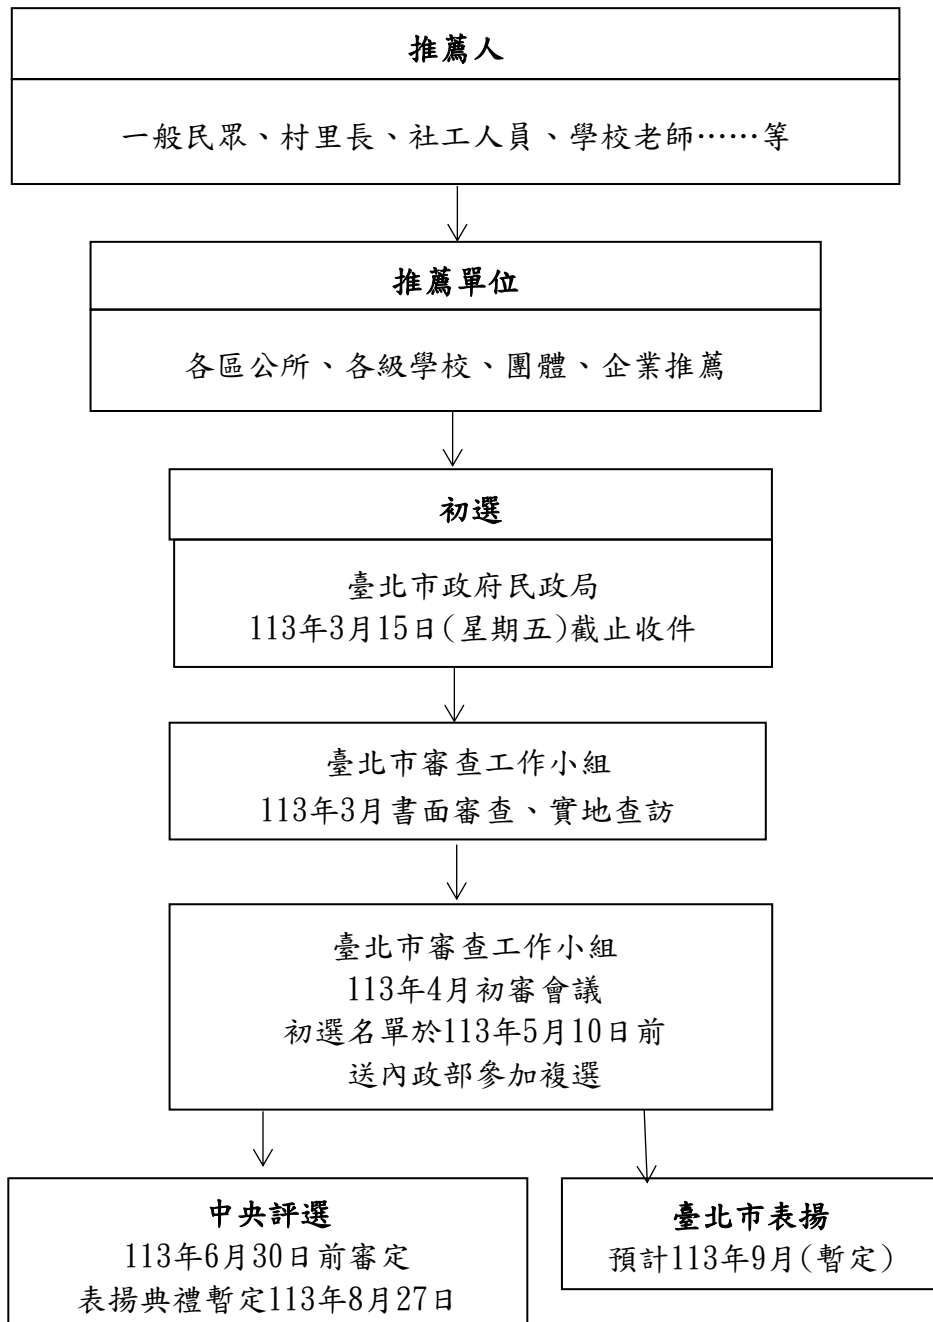 推薦人
一般民眾、村里長、社工人員、學校老師……等
推薦單位
各區公所、各級學校、團體、企業推薦
初選
臺北市政府民政局
113年3月15日(星期五)截止收件
臺北市審查工作小組
113年3月書面審查、實地查訪
臺北市審查工作小組
113年4月初審會議
初選名單於113年5月10日前
送內政部參加複選
中央評選
113年6月30日前審定
表揚典禮暫定113年8月27日
臺北市表揚
預計113年9月(暫定)